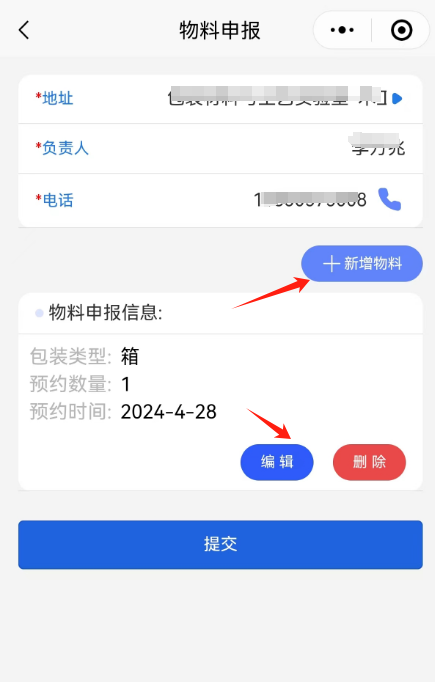 物料申报
*地址
*负责人
*电话
新增物料
物料申报信息:
包装类型: 箱
预约数量: 1
预约时间: 2024-4-28
编辑 删除
提交